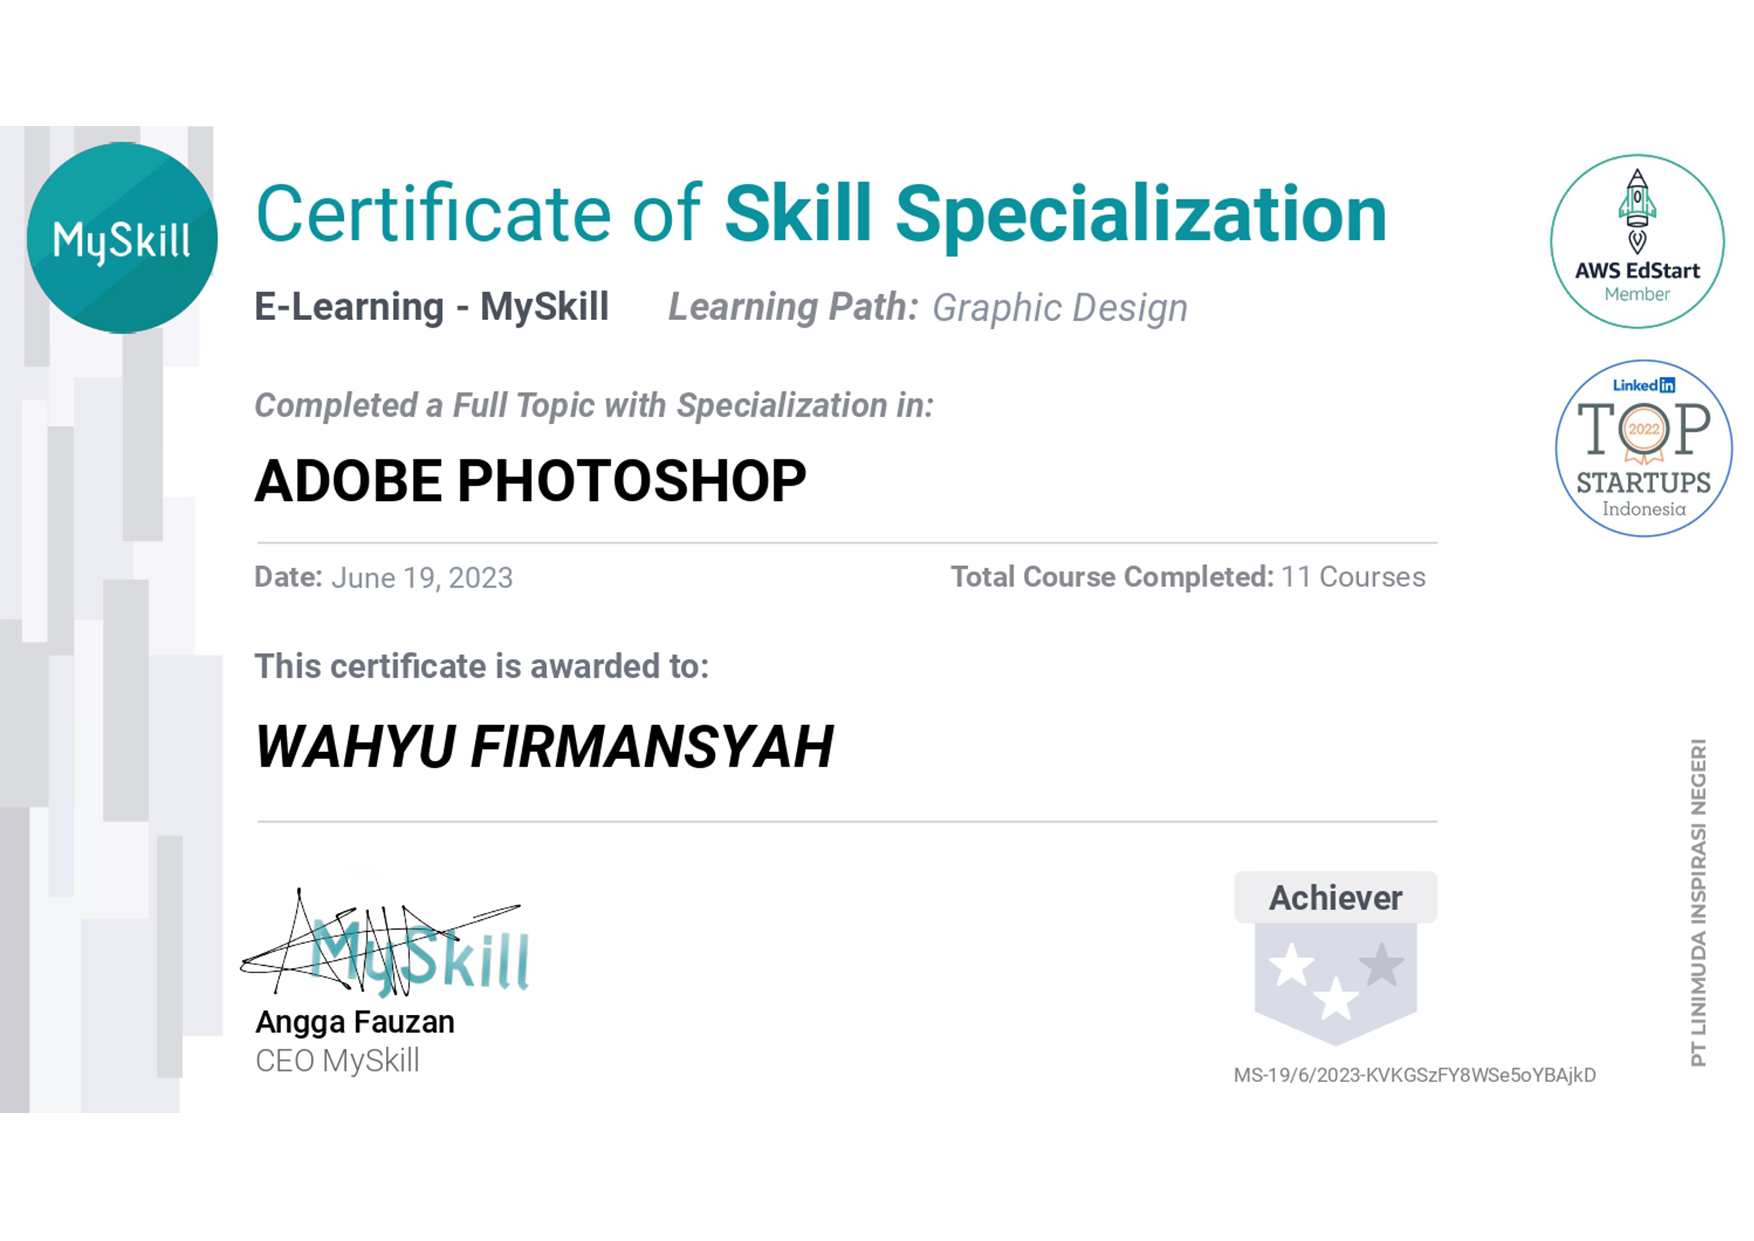 MySkill
Certificate of Skill Specialization
E-Learning - MySkill Learning Path: Graphic Design
Completed a Full Topic with Specialization in:
ADOBE PHOTOSHOP
Date: June 19, 2023 Total Course Completed: 11 Courses
This certificate is awarded to:
WAHYU FIRMANSYAH
MySkill
Angga Fauzan
CEO MySkill
Achiever
MS-19/6/2023-KVKGSzFY8WSe5oYBAjkD
AWS EdStart
Member
Linked in
TOP
2022
STARTUPS
Indonesia
PT LINIMUDA INSPIRASI NEGERI